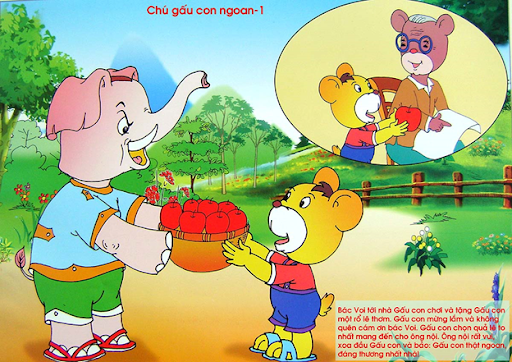 Chú gấu con ngoan-1
Bác Voi tới nhà Gấu con chơi và tặng Gấu con
một rổ lê thơm. Gấu con mừng lắm và không
quên cám ơn bác Voi. Gấu con chọn quả lê to
nhất mang đến cho ông nội. Ông nội rất vui,
xoa đầu Gấu con và bảo: Gấu con thật ngoan,
đáng thương nhất nhà!